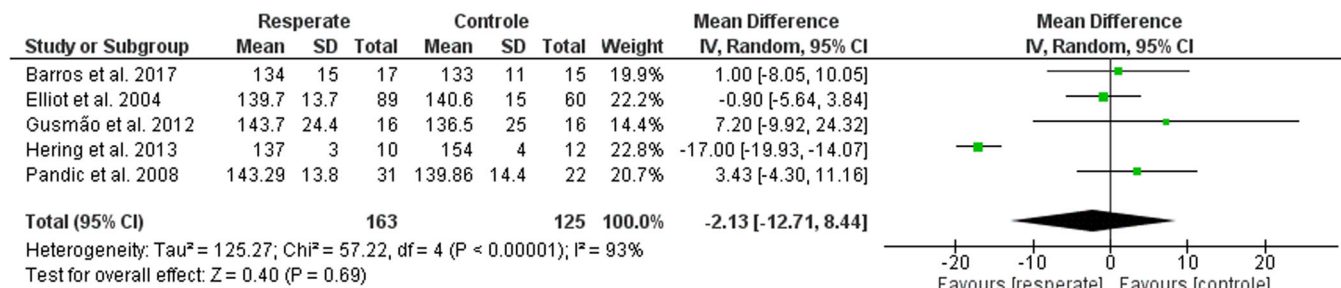 Resperate Controle Mean Difference Mean Difference
Study or Subgroup Mean SD Total Mean SD Total Weight IV, Random, 95% CI IV, Random, 95% CI
Barros et al. 2017 134 15 17 133 11 15 19.9% 1.00 [-8.05, 10.05]
Elliot et al. 2004 139.7 13.7 89 140.6 15 60 22.2% -0.90 [-5.64, 3.84]
Gusmão et al. 2012 143.7 24.4 16 136.5 25 16 14.4% 7.20 [-9.92, 24.32]
Hering et al. 2013 137 3 10 154 4 12 22.8% -17.00 [-19.93, -14.07]
Pandic et al. 2008 143.29 13.8 31 139.86 14.4 22 20.7% 3.43 [-4.30, 11.16]
Total (95% CI) 163 125 100.0% -2.13 [-12.71, 8.44]
Heterogeneity: Tau² = 125.27; Chi² = 57.22, df = 4 (P < 0.00001); I² = 93%
Test for overall effect: Z = 0.40 (P = 0.69)
-20 -10 0 10 20
Favours [resperate] Favours [controle]